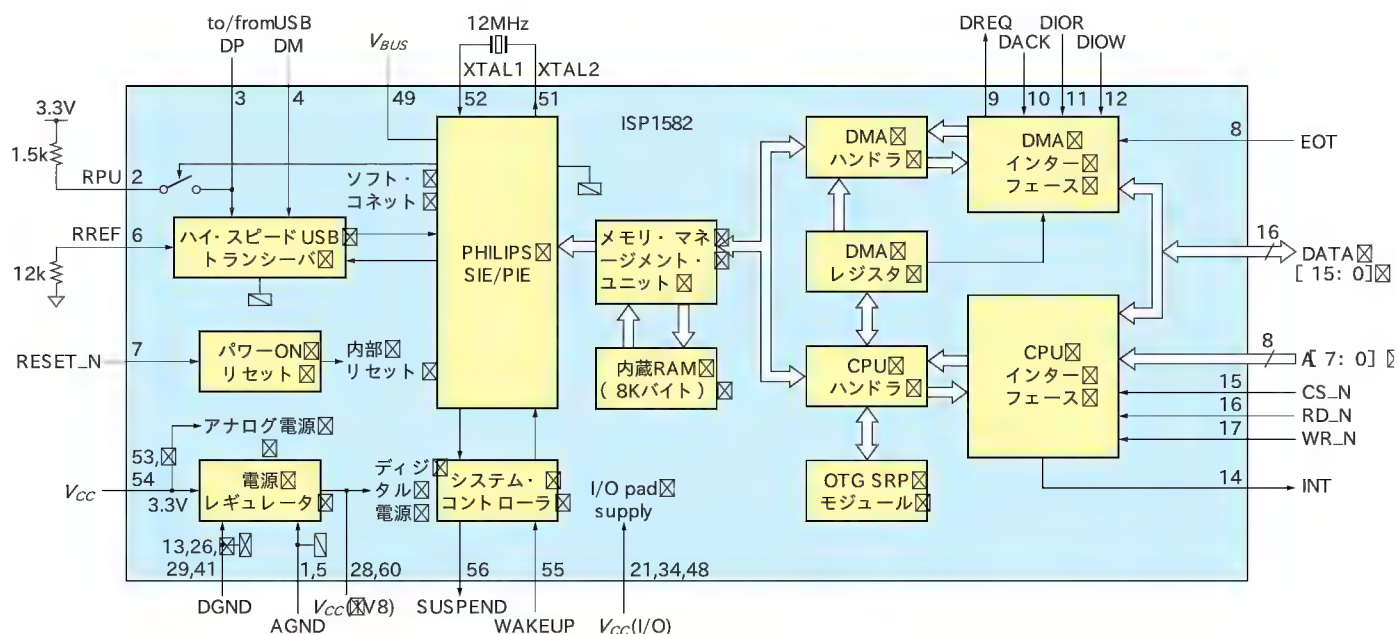 to/fromUSB
DP DM
VBUS
12MHz
XTAL1 XTAL2
DREQ DIOR
DACK DIOW
3 4 49 52 51 9 10 11 12
ISP1582
3.3V
1.5k
RPU 2
RREF 6
12k
ソフト・
コネット
ハイ・スピード USB
トランシーバ
PHILIPS
SIE/PIE
メモリ・マネ
ージメント・
ユニット
内蔵RAM
(8Kバイト)
DMA
ハンドラ
DMA
レジスタ
CPU
ハンドラ
OTG SRP
モジュール
DMA
インター
フェース
CPU
インター
フェース
8 EOT
16 DATA
[15:0]
8 A[7:0]
15 CS_N
16 RD_N
17 WR_N
14 INT
RESET_N 7
パワーON
リセット
内部
リセット
アナログ電源
53,
54
VCC
3.3V
電源
レギュレータ
ディジ
タル
電源
システム・
コントローラ
I/O pad
supply
13,26,
29,41 1,5 28,60 56 55 21,34,48
DGND
AGND
VCC(1V8)
SUSPEND
WAKEUP
VCC(I/O)